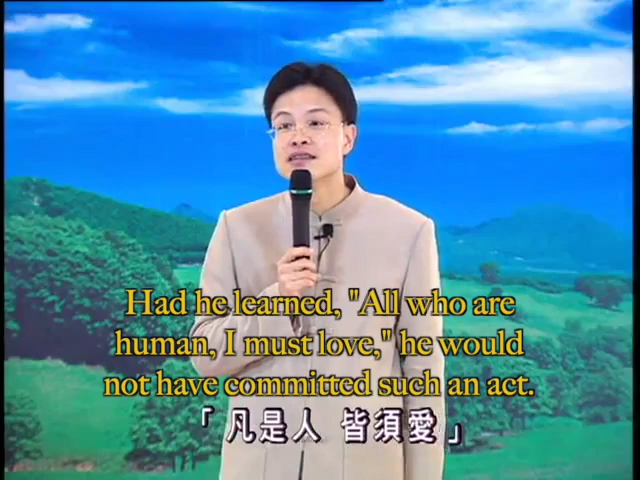 Had he learned, "All who are
human, I must love," he would
not have committed such an act.
「凡是人 皆須愛」